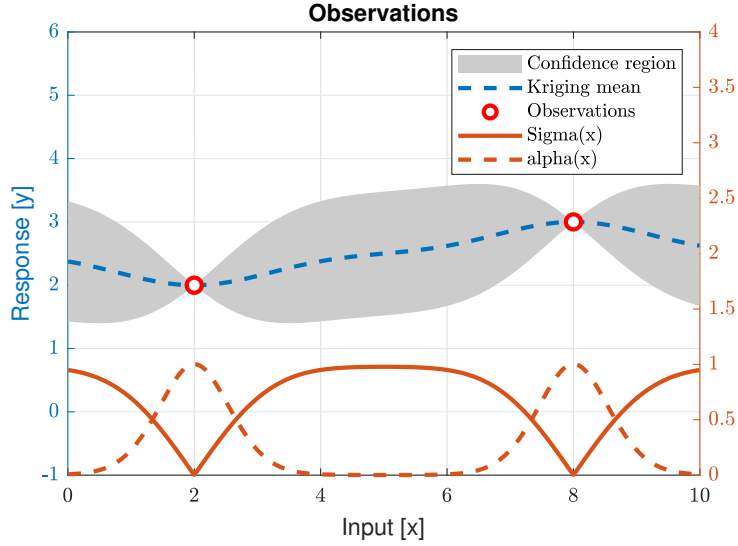 Observations
6
5
4
3
2
1
0
-1
Response [y]
4
3.5
3
2.5
2
1.5
1
0.5
0
Confidence region
Kriging mean
Observations
Sigma(x)
alpha(x)
0 2 4 6 8 10
Input [x]